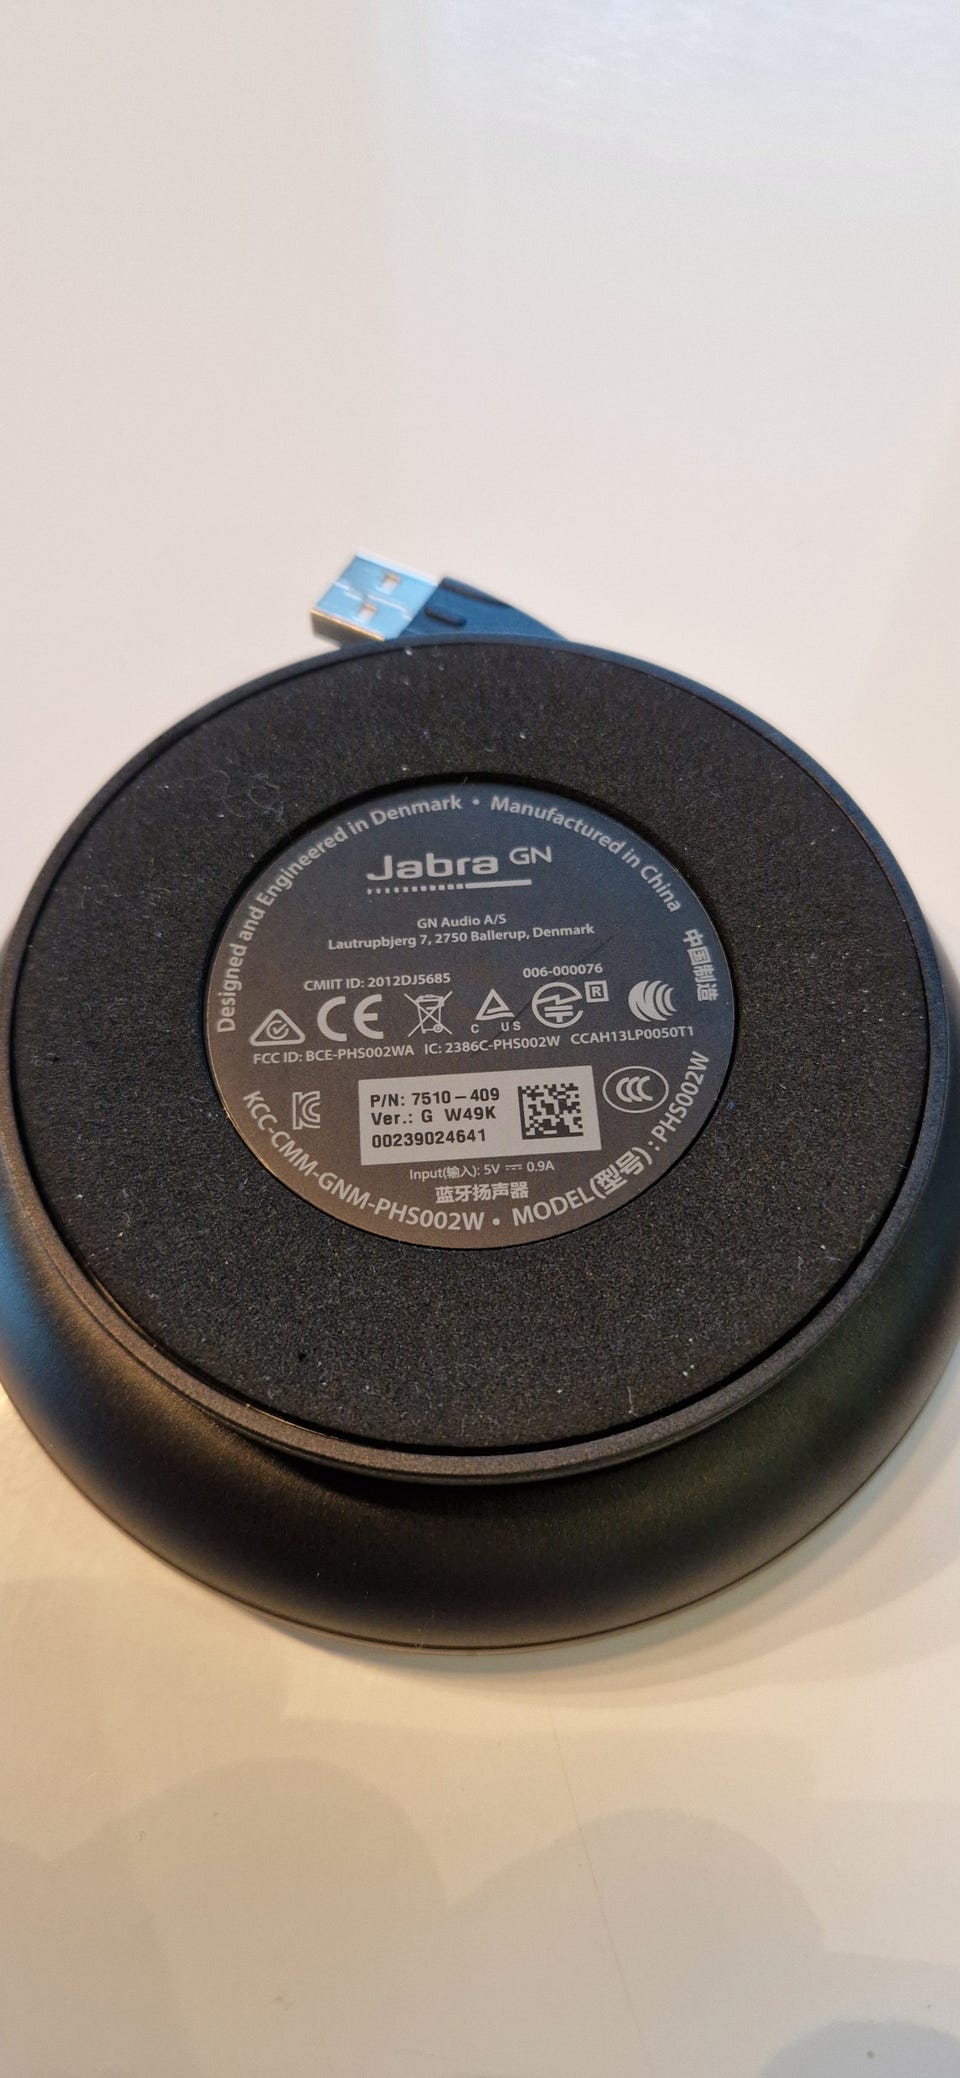 Designed and Engineered in Denmark • Manufactured in China 中国制造
Jabra GN
GN Audio A/S
Lautrupbjerg 7, 2750 Ballerup, Denmark
CMIIT ID: 2012DJ5685
006-000076
CE
C US
R
FCC ID: BCE-PHS002WA IC: 2386C-PHS002W CCAH13LP0050T1
P/N: 7510-409
Ver.: G W49K
00239024641
CCC
Input(输入): 5V 0.9A
蓝牙扬声器
KCC-CMM-GNM-PHS002W • MODEL(型号): PHS002W